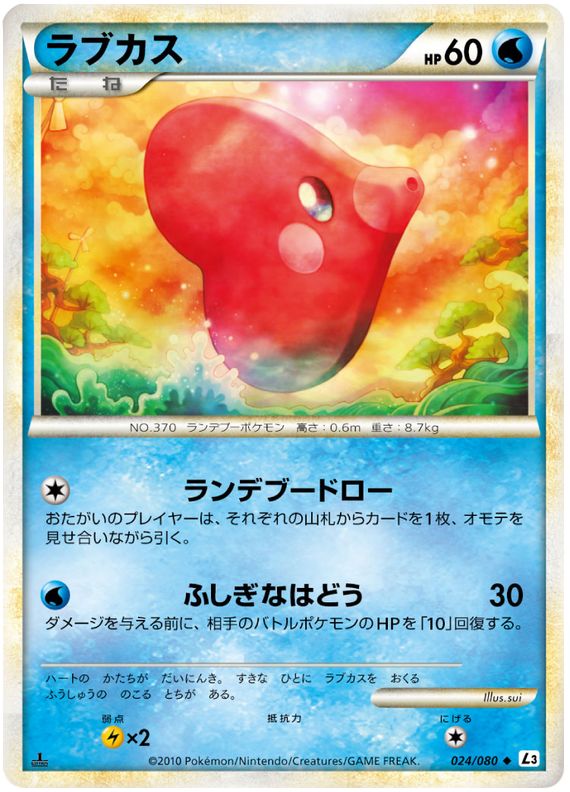 ラブカス
HP60
たね
NO.370 ランデブーポケモン 高さ：0.6m 重さ：8.7kg
ランデブードロー
おたがいのプレイヤーは、それぞれの山札からカードを1枚、オモテを
見せ合いながら引く。
ふしぎなはどう 30
ダメージを与える前に、相手のバトルポケモンのHPを「10」回復する。
ハートの かたちが だいにんき。 すきな ひとに ラブカスを おくる
ふうしゅうの のこる とちが ある。
Illus.sui
弱点 抵抗力 にげる
×2
©2010 Pokémon/Nintendo/Creatures/GAME FREAK.
024/080 ◆ L3